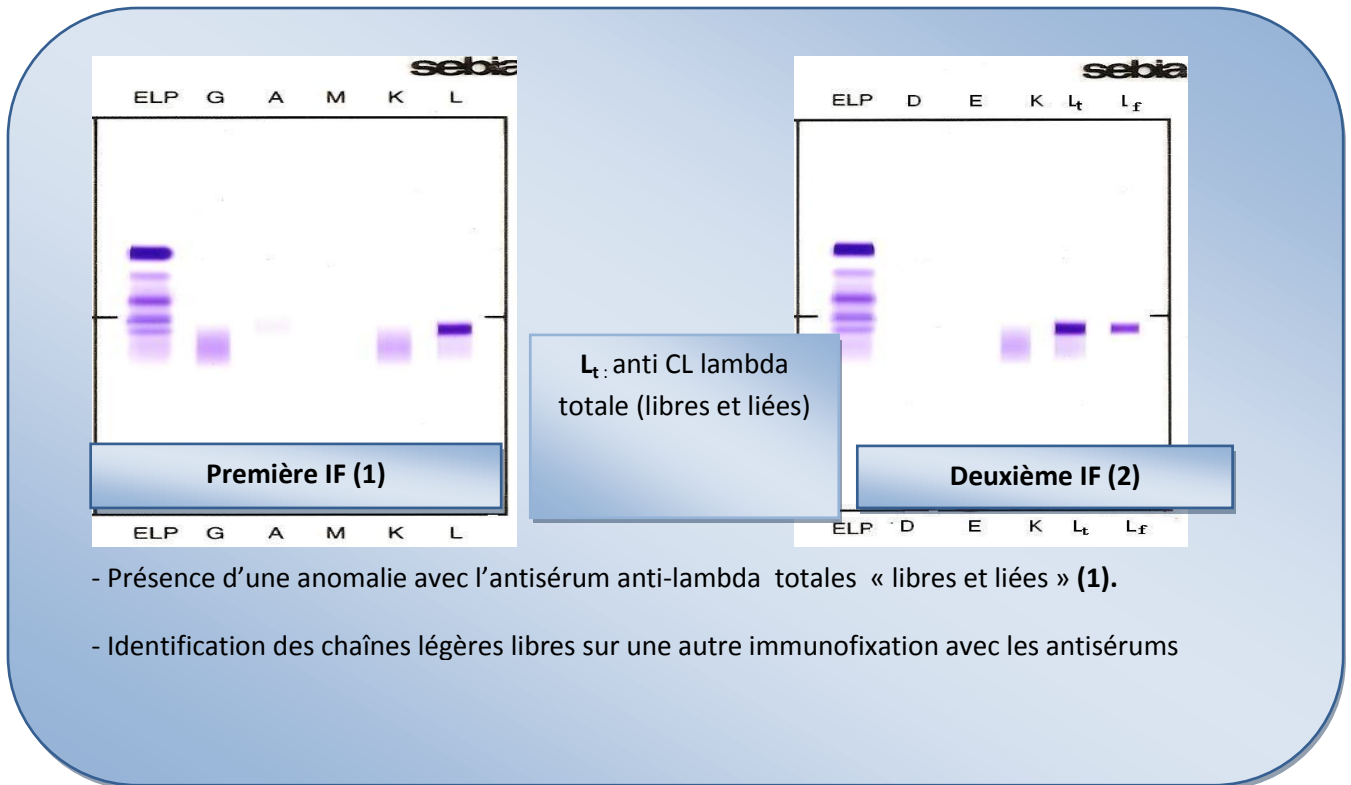 sebia
ELP G A M K L
Première IF (1)
ELP G A M K L
Lt : anti CL lambda
totale (libres et liées)
sebia
ELP D E K Lt Lf
Deuxième IF (2)
ELP D E K Lt Lf
- Présence d’une anomalie avec l’antisérum anti-lambda totales « libres et liées » (1).
- Identification des chaînes légères libres sur une autre immunofixation avec les antisérums